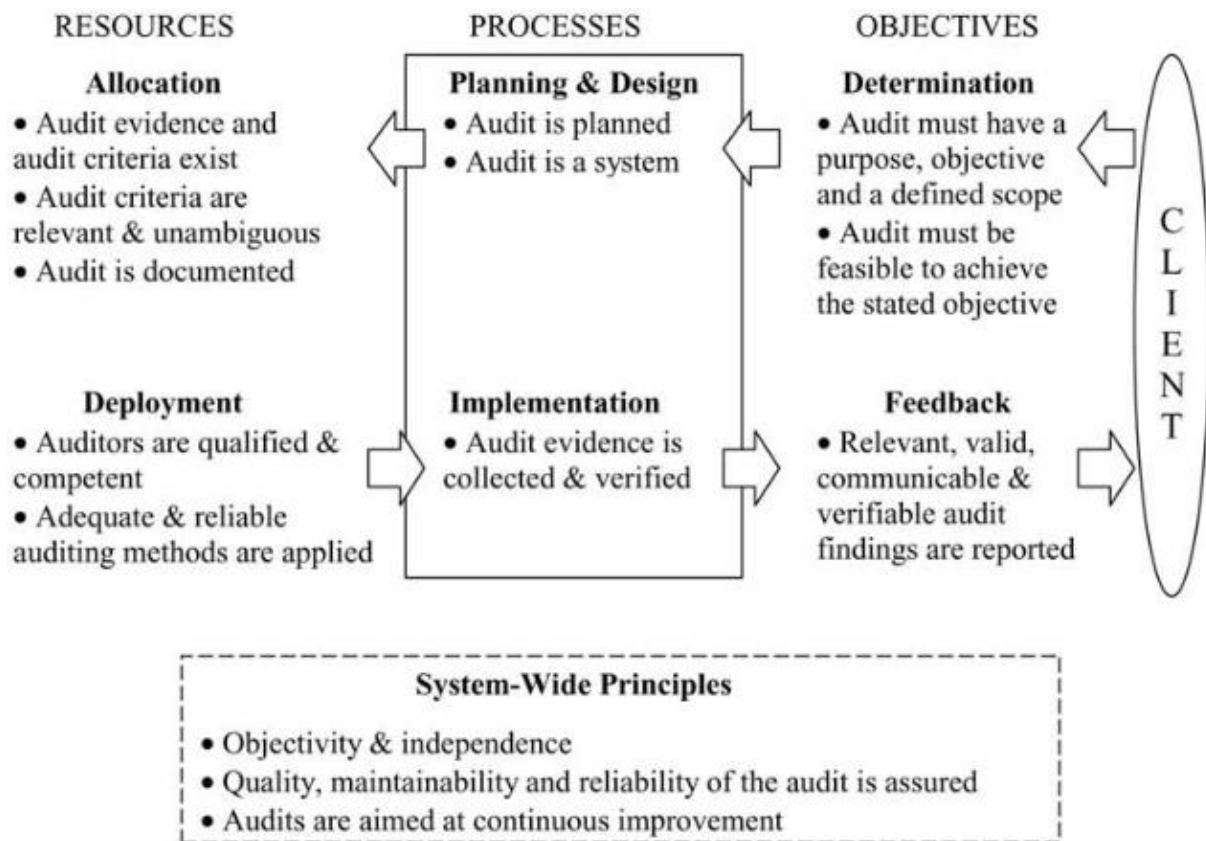 RESOURCES
PROCESSES
OBJECTIVES
Allocation
• Audit evidence and
audit criteria exist
• Audit criteria are
relevant & unambiguous
• Audit is documented
Planning & Design
• Audit is planned
• Audit is a system
Determination
• Audit must have a
purpose, objective
and a defined scope
• Audit must be
feasible to achieve
the stated objective
Deployment
• Auditors are qualified &
competent
• Adequate & reliable
auditing methods are applied
Implementation
• Audit evidence is
collected & verified
Feedback
• Relevant, valid,
communicable &
verifiable audit
findings are reported
CLIENT
System-Wide Principles
• Objectivity & independence
• Quality, maintainability and reliability of the audit is assured
• Audits are aimed at continuous improvement